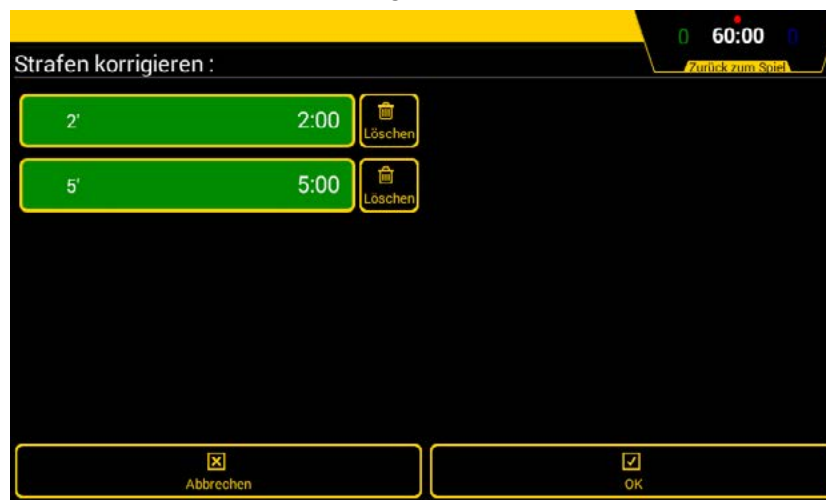 0 60:00 0
Zurück zum Spiel
Strafen korrigieren :
2' 2:00 Löschen
5' 5:00 Löschen
Abbrechen OK